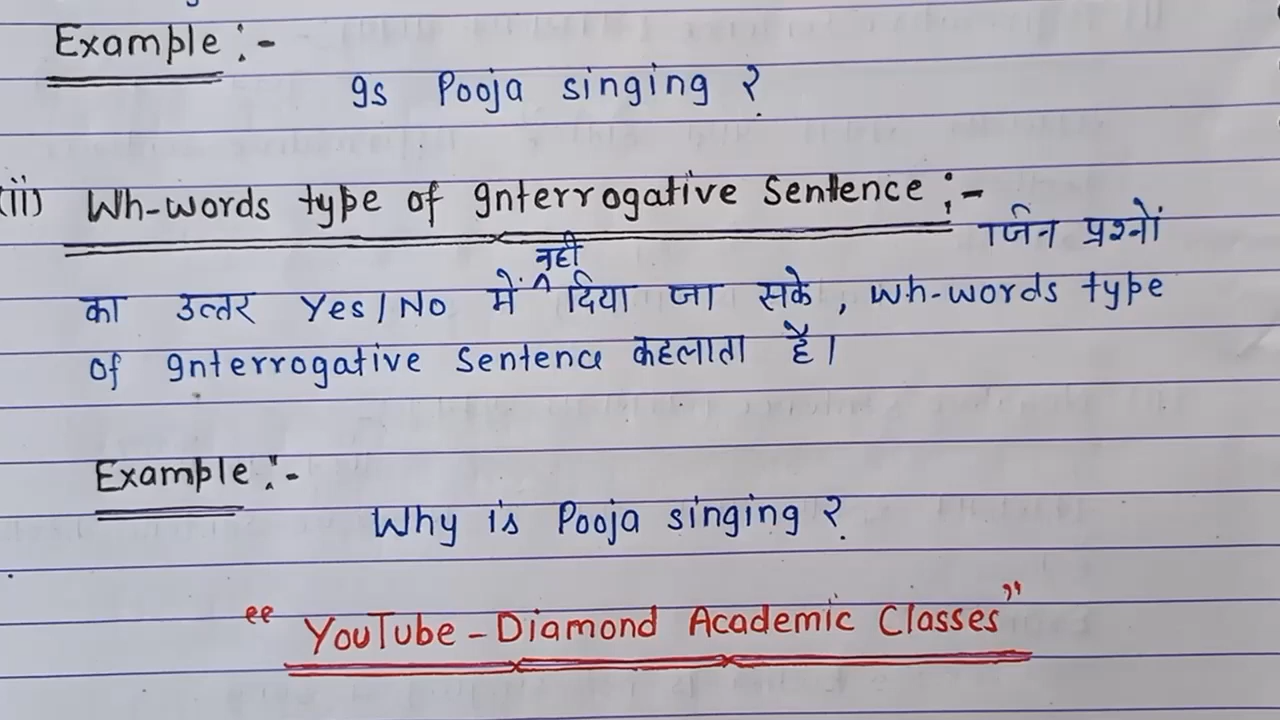 Example :-
Is Pooja singing ?
(ii) Wh-words type of Interrogative Sentence :-
जिन प्रश्नों
नही
का उत्तर Yes/No में ^ दिया जा सके, Wh-words type
of Interrogative Sentence कहलाता है।
Example :-
Why is Pooja singing ?
“ YouTube - Diamond Academic Classes ”